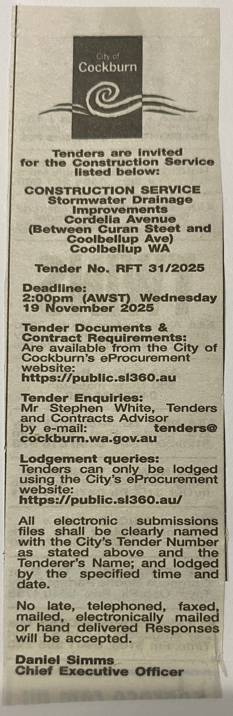 City of
Cockburn
Tenders are invited
for the Construction Service
listed below:
CONSTRUCTION SERVICE
Stormwater Drainage
Improvements
Cordelia Avenue
(Between Curan Steet and
Coolbellup Ave)
Coolbellup WA
Tender No. RFT 31/2025
Deadline:
2:00pm (AWST) Wednesday
19 November 2025
Tender Documents &
Contract Requirements:
Are available from the City of
Cockburn's eProcurement
website:
https://public.sl360.au
Tender Enquiries:
Mr Stephen White, Tenders
and Contracts Advisor
by e-mail: tenders@
cockburn.wa.gov.au
Lodgement queries:
Tenders can only be lodged
using the City's eProcurement
website:
https://public.sl360.au/
All electronic submissions
files shall be clearly named
with the City's Tender Number
as stated above and the
Tenderer's Name; and lodged
by the specified time and
date.
No late, telephoned, faxed,
mailed, electronically mailed
or hand delivered Responses
will be accepted.
Daniel Simms
Chief Executive Officer